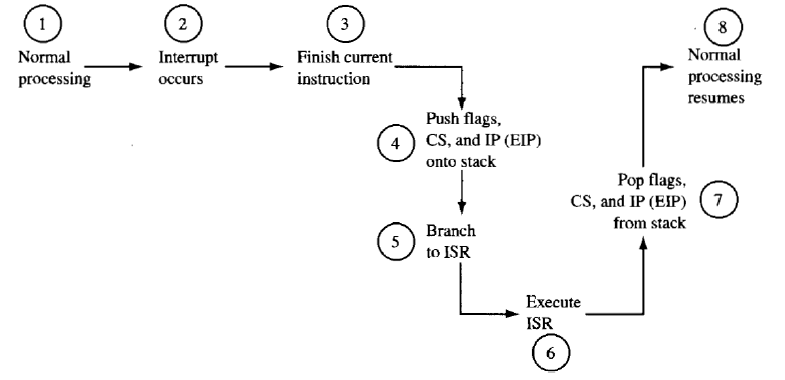 1
Normal
processing
2
Interrupt
occurs
3
Finish current
instruction
4
Push flags,
CS, and IP (EIP)
onto stack
5
Branch
to ISR
Execute
ISR
6
Pop flags,
CS, and IP (EIP)
from stack
7
8
Normal
processing
resumes